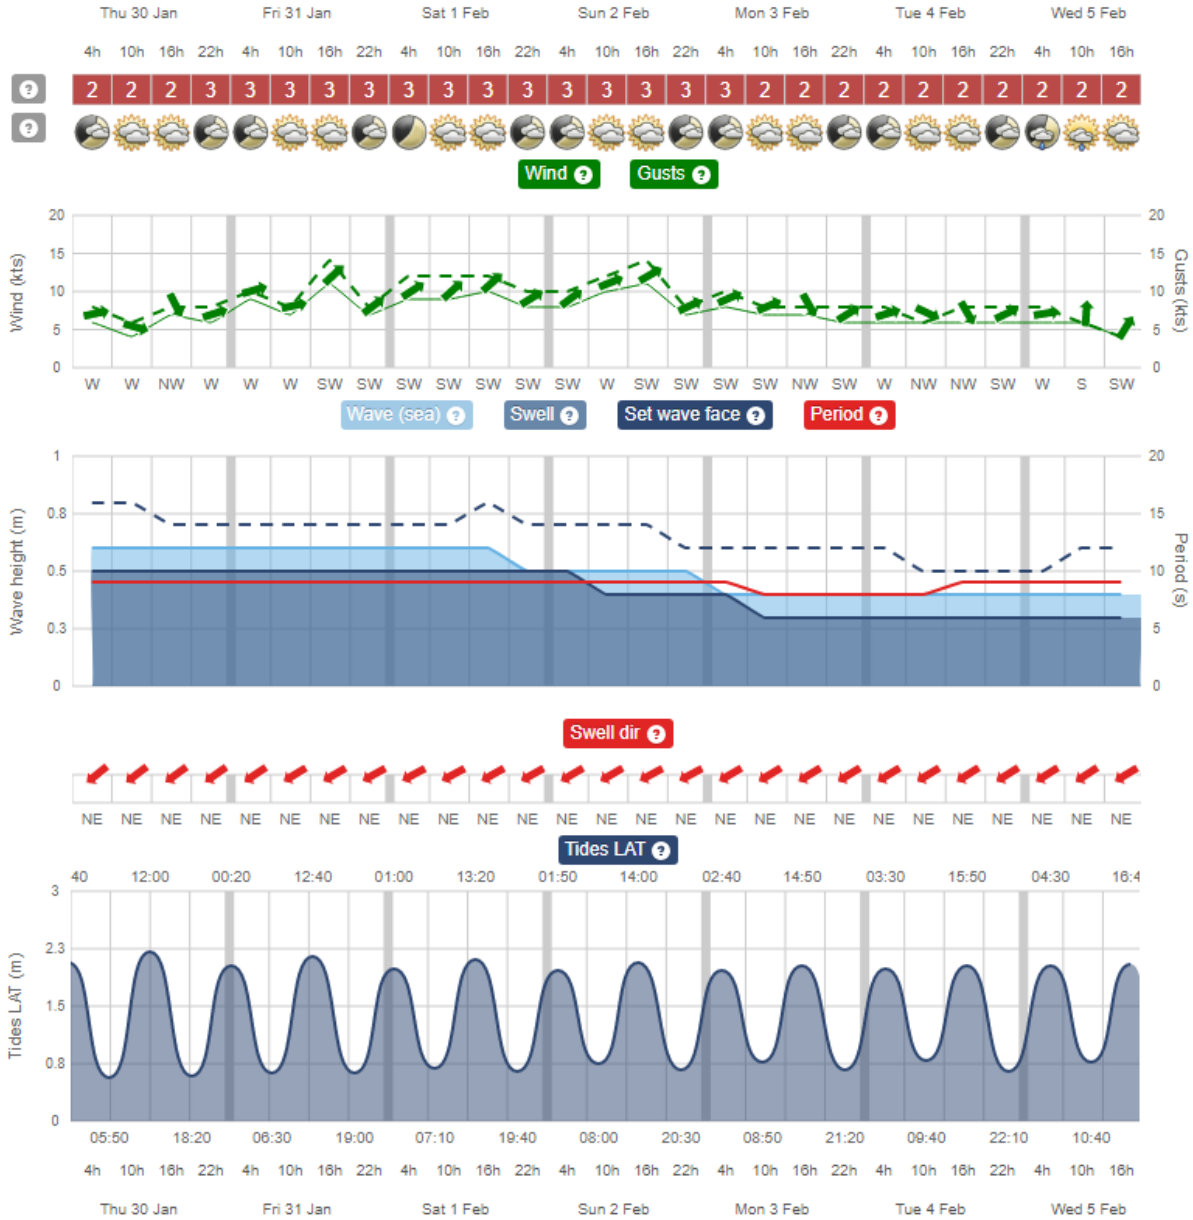 Thu 30 Jan Fri 31 Jan Sat 1 Feb Sun 2 Feb Mon 3 Feb Tue 4 Feb Wed 5 Feb
4h 10h 16h 22h 4h 10h 16h 22h 4h 10h 16h 22h 4h 10h 16h 22h 4h 10h 16h 22h 4h 10h 16h 22h 4h 10h 16h
? 2 2 2 3 3 3 3 3 3 3 3 3 3 3 3 3 3 2 2 2 2 2 2 2 2 2 2
?
Wind ? Gusts ?
20 20
15 15
10 10
5 5
0 0
Wind (kts)
Gusts (kts)
W W NW W W W SW SW SW SW SW SW SW W SW SW SW SW NW SW W NW NW SW W S SW
Wave (sea) ? Swell ? Set wave face ? Period ?
1 20
0.8 15
0.5 10
0.3 5
0 0
Wave height (m)
Period (s)
Swell dir ?
NE NE NE NE NE NE NE NE NE NE NE NE NE NE NE NE NE NE NE NE NE NE NE NE NE NE NE
Tides LAT ?
40 12:00 00:20 12:40 01:00 13:20 01:50 14:00 02:40 14:50 03:30 15:50 04:30 16:4
3
2.3
1.5
0.8
0
Tides LAT (m)
05:50 18:20 06:30 19:00 07:10 19:40 08:00 20:30 08:50 21:20 09:40 22:10 10:40
4h 10h 16h 22h 4h 10h 16h 22h 4h 10h 16h 22h 4h 10h 16h 22h 4h 10h 16h 22h 4h 10h 16h 22h 4h 10h 16h
Thu 30 Jan Fri 31 Jan Sat 1 Feb Sun 2 Feb Mon 3 Feb Tue 4 Feb Wed 5 Feb